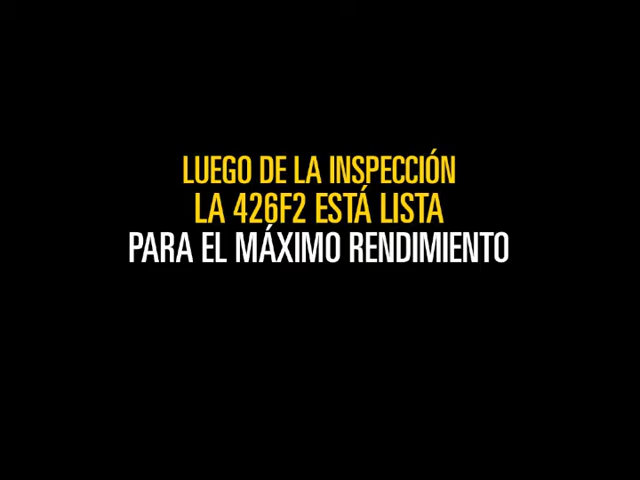 LUEGO DE LA INSPECCIÓN
LA 426F2 ESTÁ LISTA
PARA EL MÁXIMO RENDIMIENTO